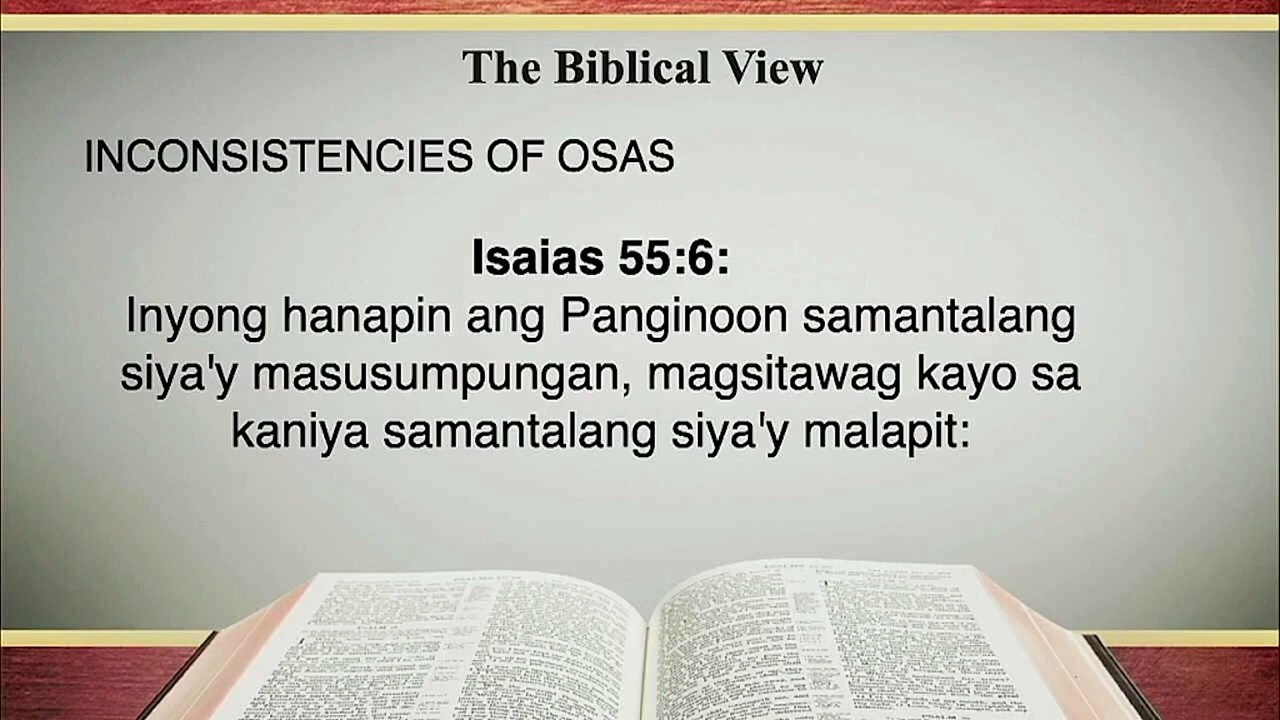 The Biblical View
INCONSISTENCIES OF OSAS
Isaias 55:6:
Inyong hanapin ang Panginoon samantalang
siya'y masusumpungan, magsitawag kayo sa
kaniya samantalang siya'y malapit: